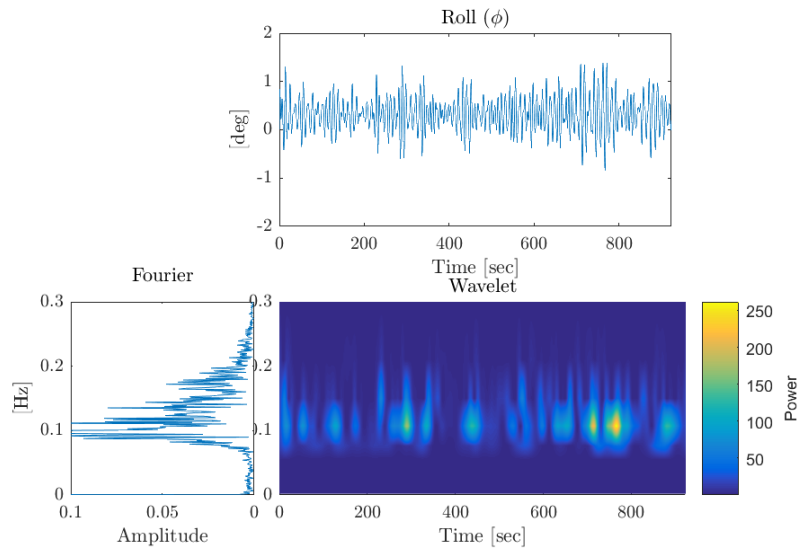 Roll (ϕ)
2
1
0
-1
-2
[deg]
0 200 400 600 800
Time [sec]
Fourier
Wavelet
0.3
0.2
0.1
0
[Hz]
0.1 0.05 0
Amplitude
0.3
0.2
0.1
0
0 200 400 600 800
Time [sec]
250
200
150
100
50
Power